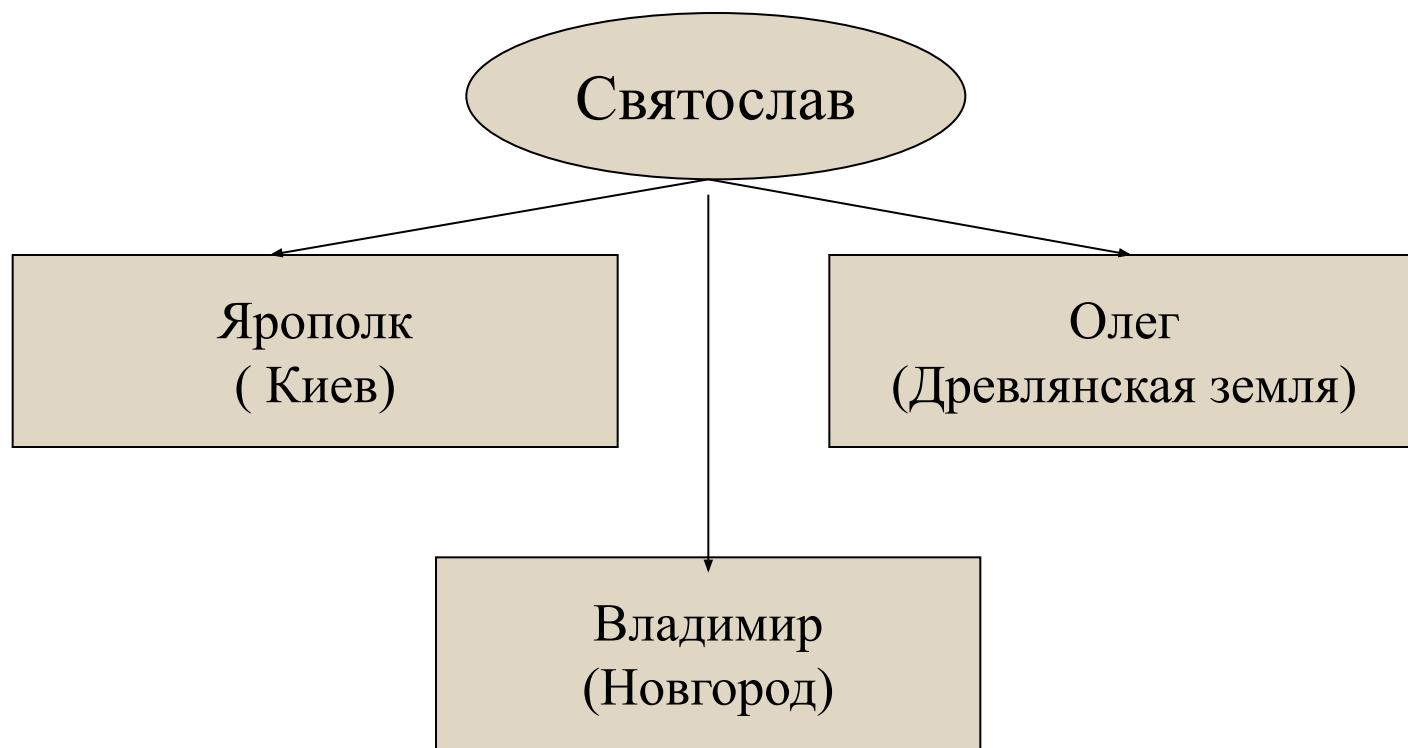 Святослав
Ярополк
( Киев)
Олег
(Древлянская земля)
Владимир
(Новгород)